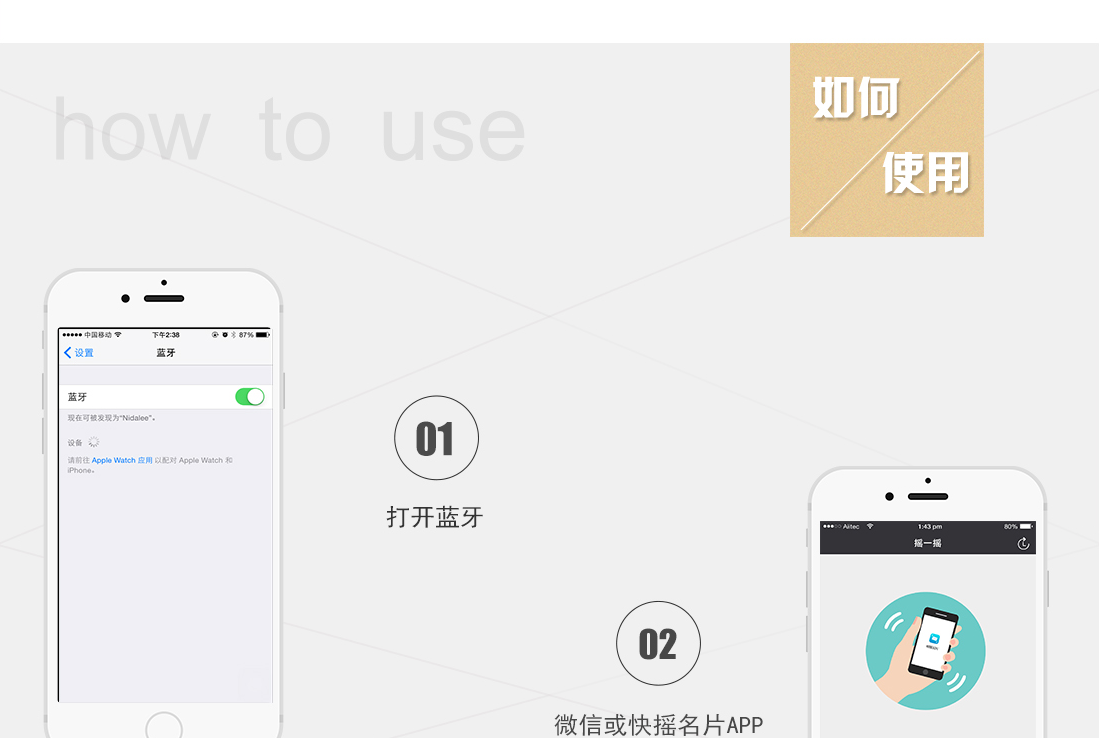 how to use
如何
使用
●●●●● 中国移动 下午2:38 87%
设置 蓝牙
蓝牙
现在可被发现为“Nidalee”。
设备
请前往 Apple Watch 应用 以配对 Apple Watch 和
iPhone。
01
打开蓝牙
●●●○○ Aiitec 1:43 pm 80%
摇一摇
02
微信或快摇名片APP